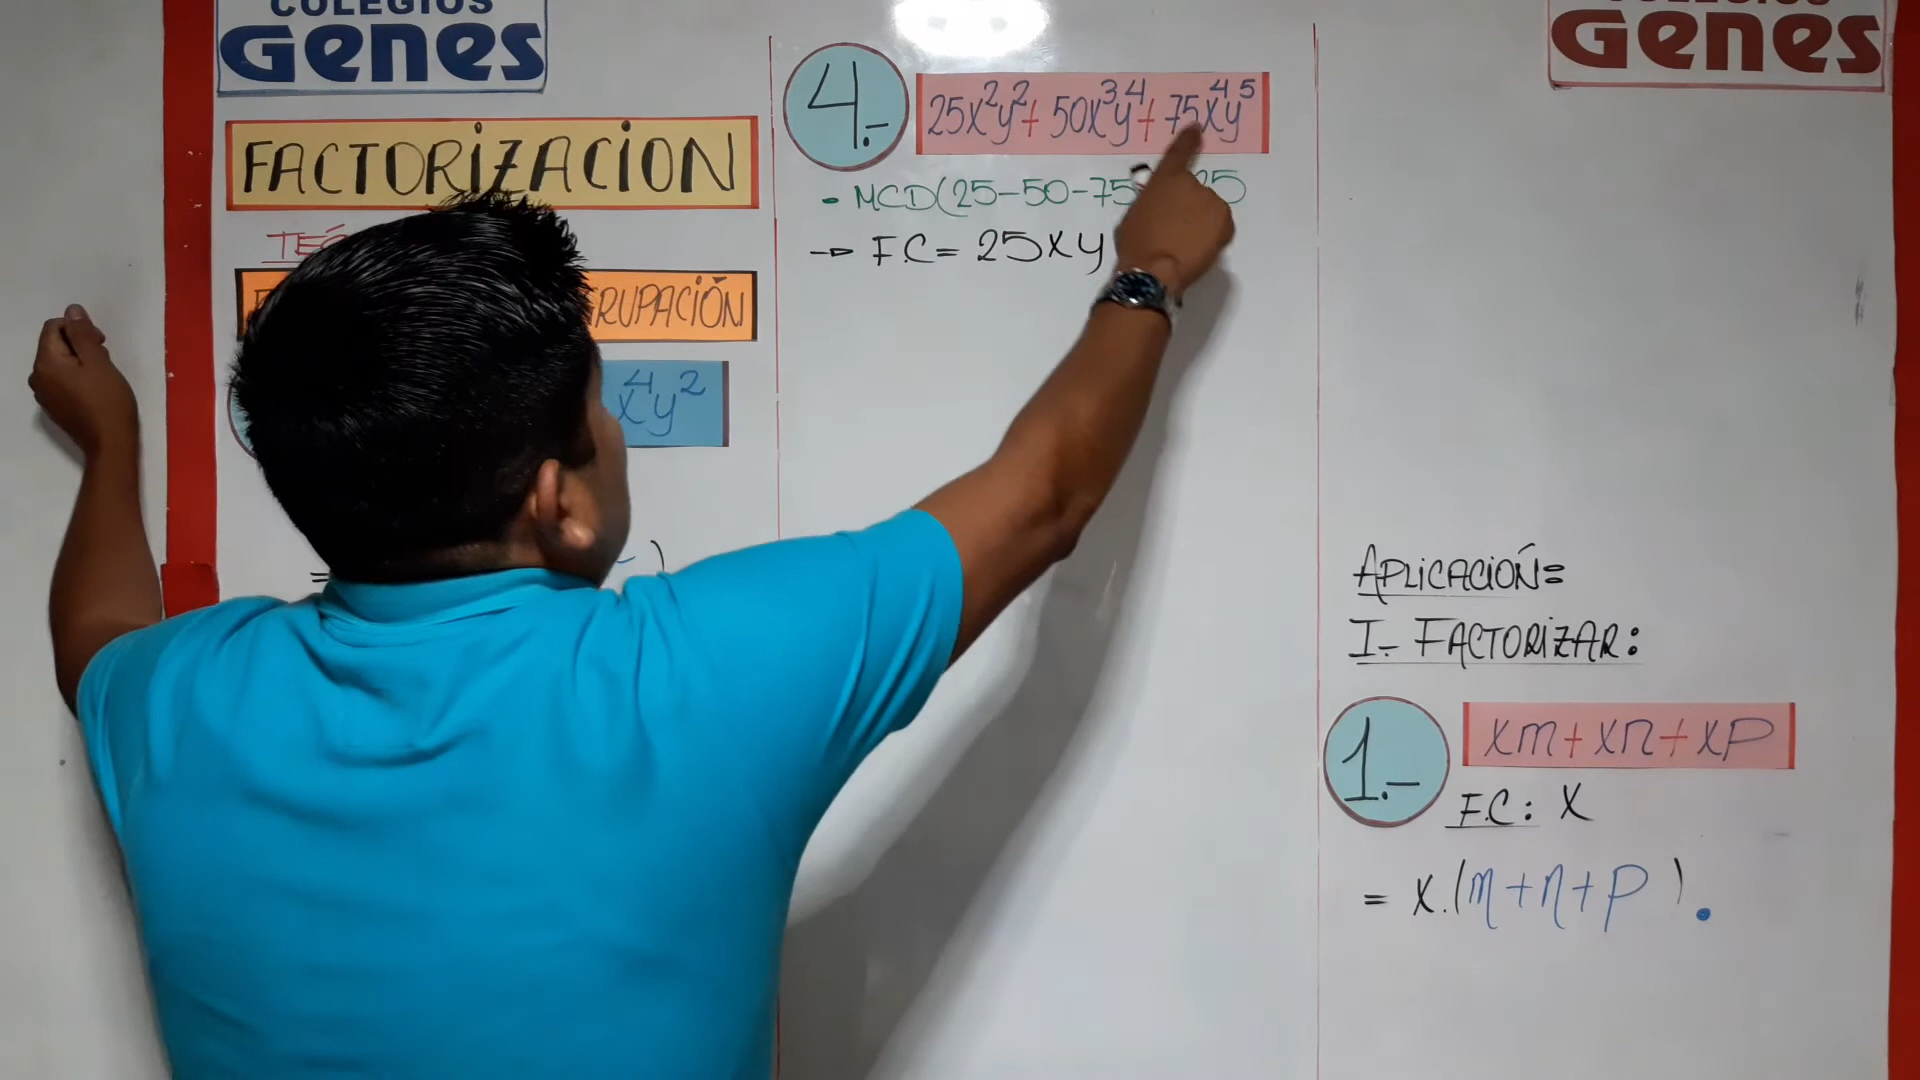 COLEGIOS
GENES
FACTORIZACION
RUPACIÓN
x⁴y²
=
)
4.-
25x²y² + 50x³y⁴ + 75x⁴y⁵
• MCD(25-50-75
→ F.C = 25xy
GENES
APLICACIÓN:
I.- FACTORIZAR:
1.-
xm + xn + xp
F.C: X
= x.(m+n+p).